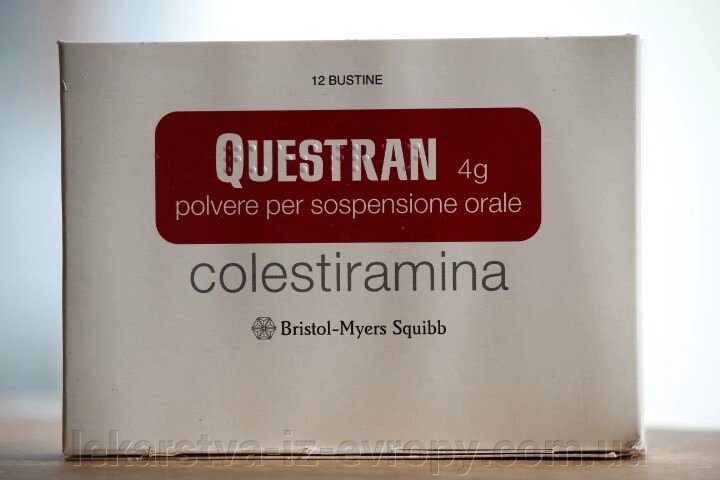 12 BUSTINE
QUESTRAN 4g
polvere per sospensione orale
colestiramina
Bristol-Myers Squibb
lekarstva-iz-evropy.com.ua